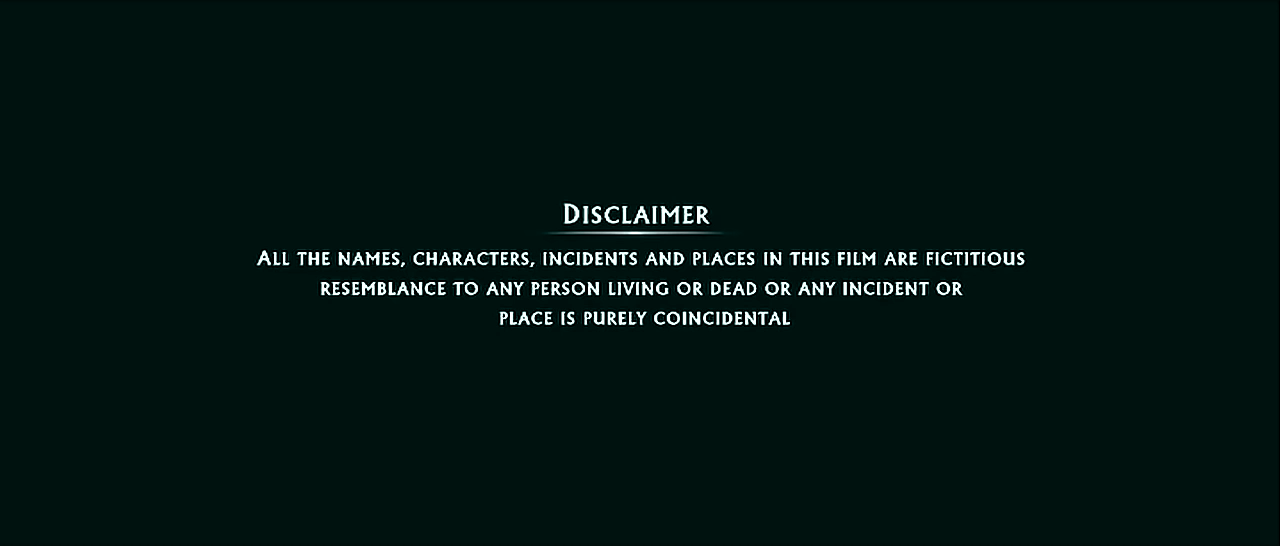 Disclaimer
All the names, characters, incidents and places in this film are fictitious
resemblance to any person living or dead or any incident or
place is purely coincidental